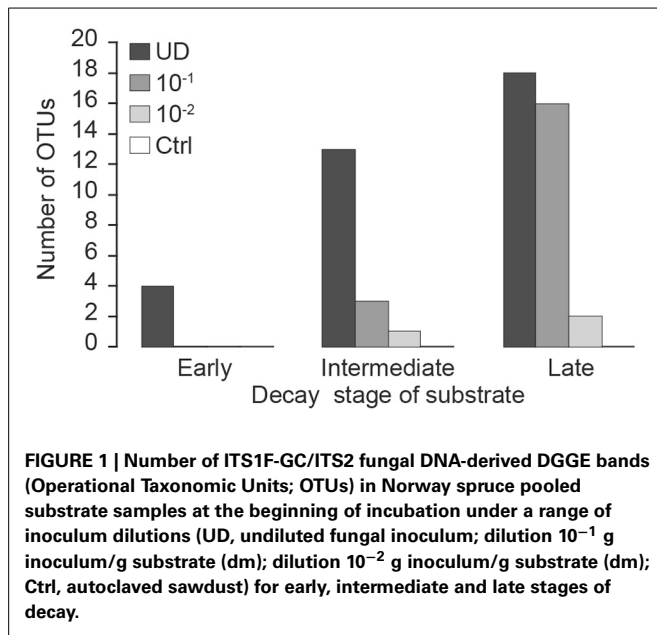 Number of OTUs
20
18
16
14
12
10
8
6
4
2
0
UD
10⁻¹
10⁻²
Ctrl
Early Intermediate Late
Decay stage of substrate
FIGURE 1 | Number of ITS1F-GC/ITS2 fungal DNA-derived DGGE bands
(Operational Taxonomic Units; OTUs) in Norway spruce pooled
substrate samples at the beginning of incubation under a range of
inoculum dilutions (UD, undiluted fungal inoculum; dilution 10⁻¹ g
inoculum/g substrate (dm); dilution 10⁻² g inoculum/g substrate (dm);
Ctrl, autoclaved sawdust) for early, intermediate and late stages of
decay.